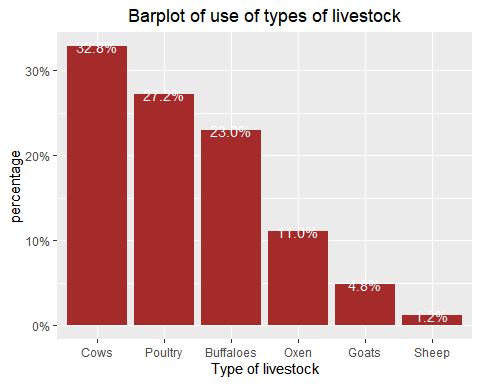 Barplot of use of types of livestock
percentage
30%
20%
10%
0%
32.8%
27.2%
23.0%
11.0%
4.8%
1.2%
Cows Poultry Buffaloes Oxen Goats Sheep
Type of livestock